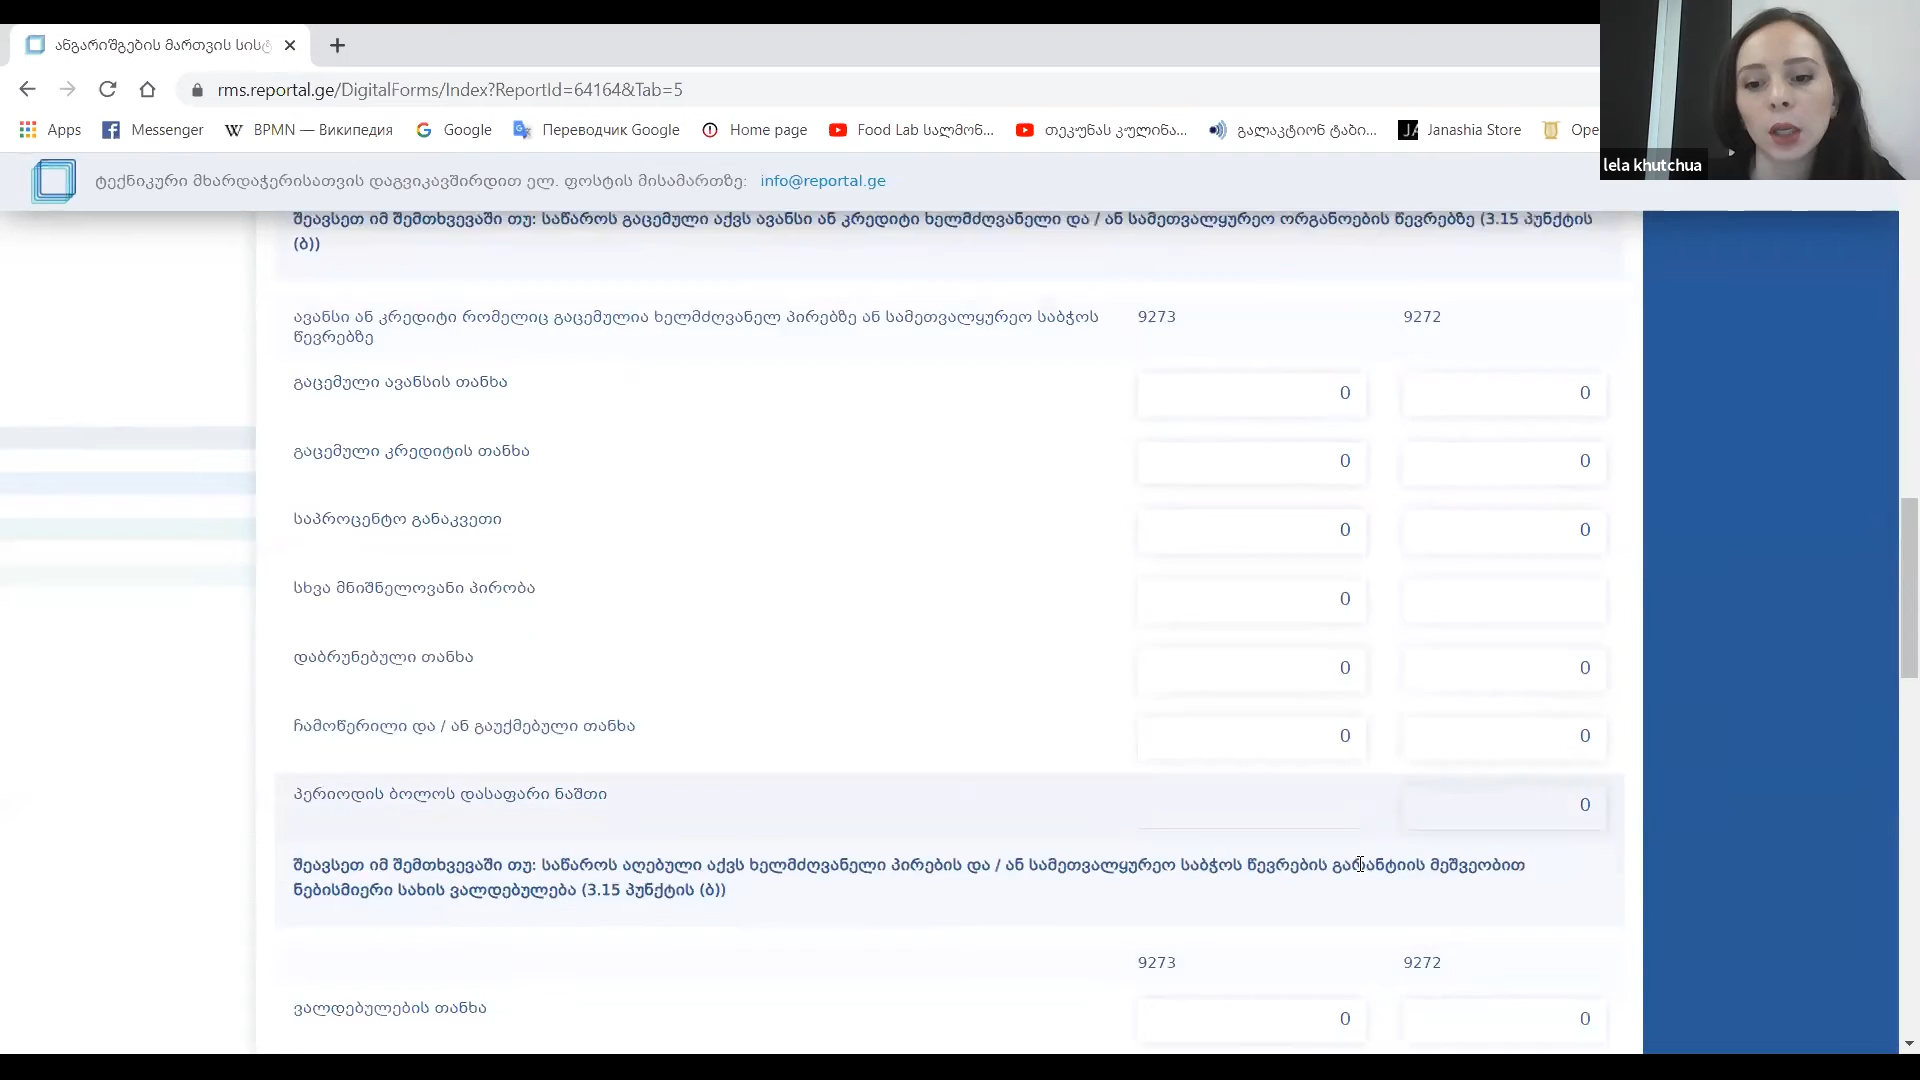 ანგარიშგების მართვის სისტ
rms.reportal.ge/DigitalForms/Index?ReportId=64164&Tab=5
Apps Messenger BPMN — Википедия Google Переводчик Google Home page Food Lab სალმონ... თეკუნას კულინა... გალაკტიონ ტაბი... JA Janashia Store Ope
lela khutchua
ტექნიკური მხარდაჭერისათვის დაგვიკავშირდით ელ. ფოსტის მისამართზე: info@reportal.ge
შეავსეთ იმ შემთხვევაში თუ: საწაროს გაცემული აქვს ავანსი ან კრედიტი ხელმძღვანელი და / ან სამეთვალყურეო ორგანოების წევრებზე (3.15 პუნქტის
(ბ))
ავანსი ან კრედიტი რომელიც გაცემულია ხელმძღვანელ პირებზე ან სამეთვალყურეო საბჭოს 9273 9272
წევრებზე
გაცემული ავანსის თანხა 0 0
გაცემული კრედიტის თანხა 0 0
საპროცენტო განაკვეთი 0 0
სხვა მნიშნელოვანი პირობა 0
დაბრუნებული თანხა 0 0
ჩამოწერილი და / ან გაუქმებული თანხა 0 0
პერიოდის ბოლოს დასაფარი ნაშთი 0
შეავსეთ იმ შემთხვევაში თუ: საწაროს აღებული აქვს ხელმძღვანელი პირების და / ან სამეთვალყურეო საბჭოს წევრების გარანტიის მეშვეობით
ნებისმიერი სახის ვალდებულება (3.15 პუნქტის (ბ))
9273 9272
ვალდებულების თანხა 0 0